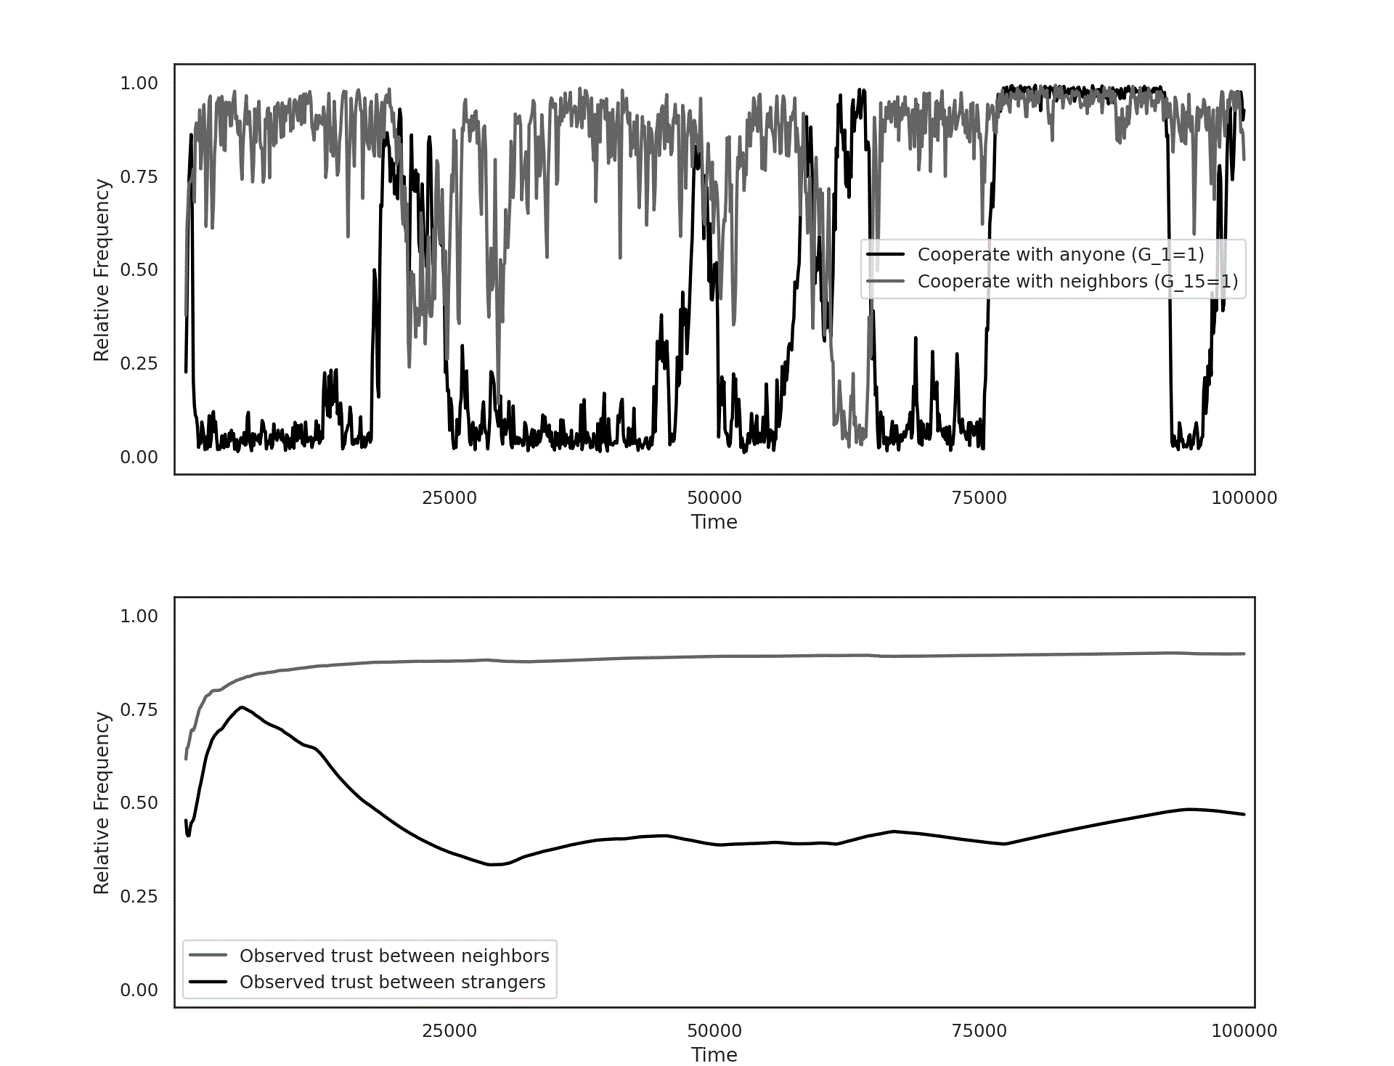 1.00
0.75
0.50
0.25
0.00
Relative Frequency
Cooperate with anyone (G_1=1)
Cooperate with neighbors (G_15=1)
25000 50000 75000 100000
Time
1.00
0.75
0.50
0.25
0.00
Relative Frequency
Observed trust between neighbors
Observed trust between strangers
25000 50000 75000 100000
Time